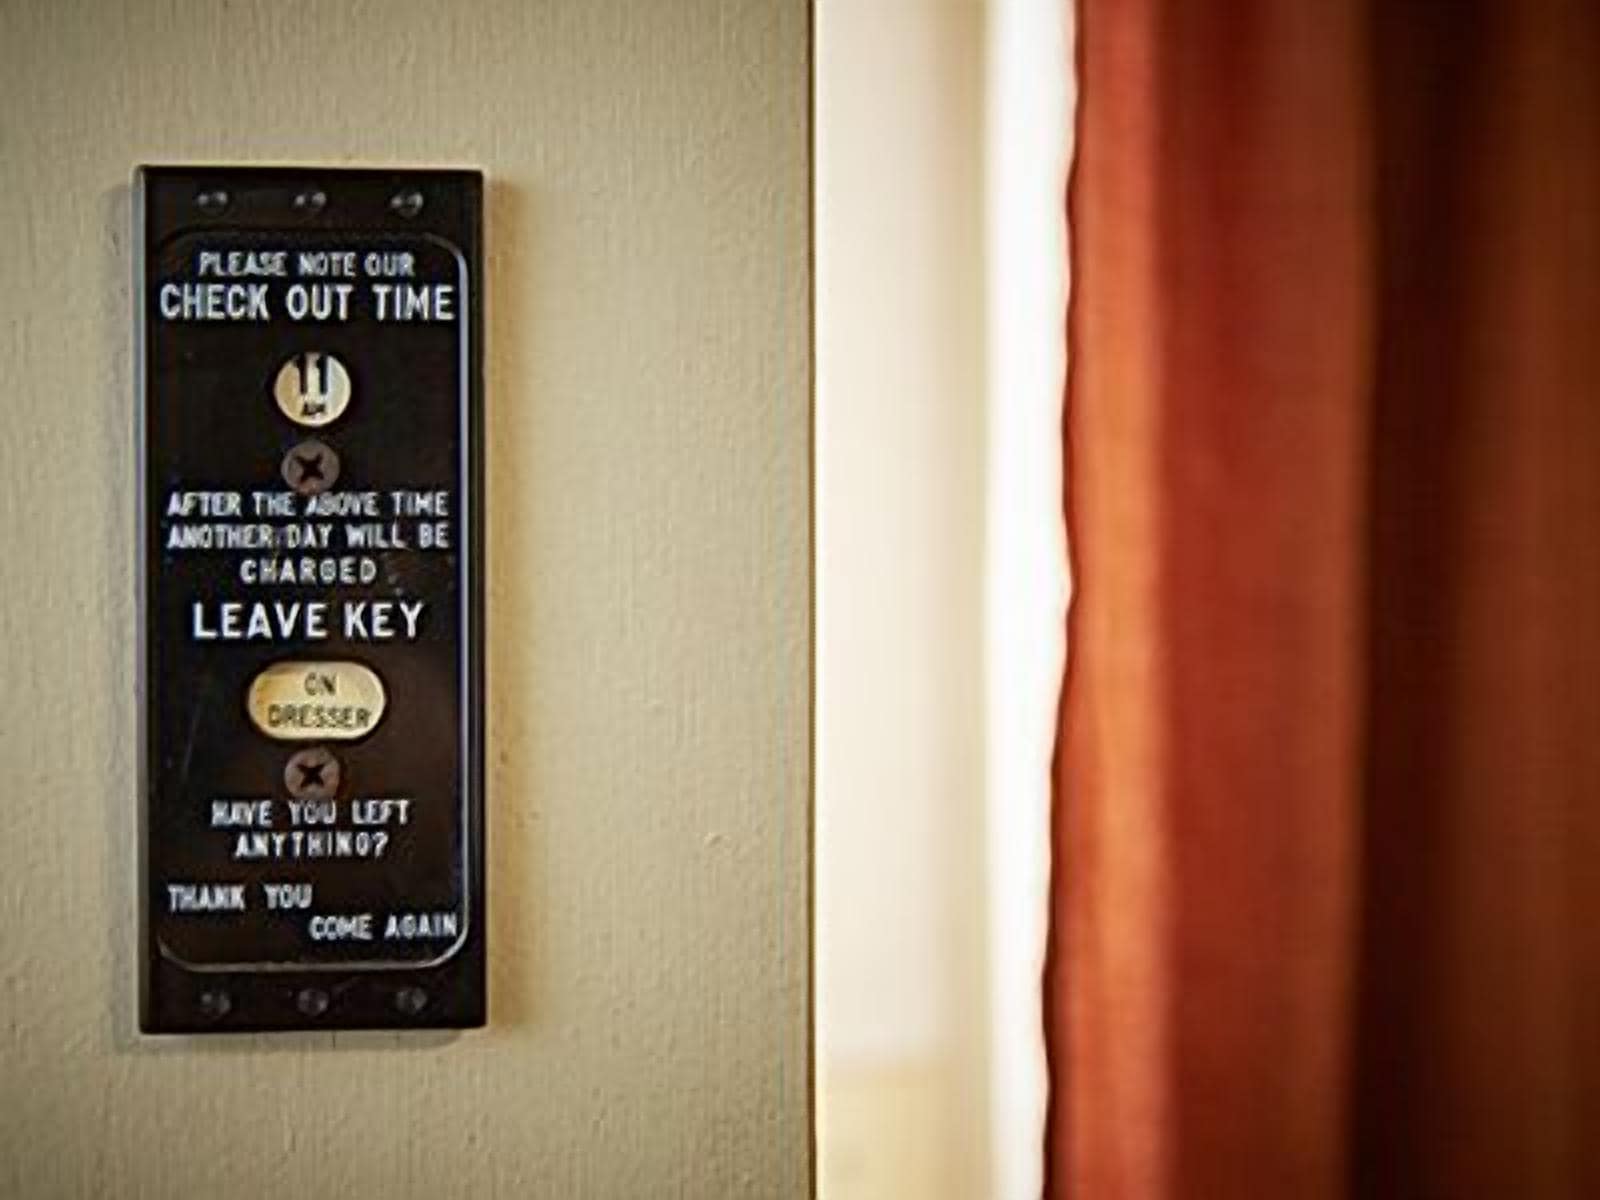 PLEASE NOTE OUR
CHECK OUT TIME
11
AM
AFTER THE ABOVE TIME
ANOTHER DAY WILL BE
CHARGED
LEAVE KEY
ON
DRESSER
HAVE YOU LEFT
ANYTHING?
THANK YOU
COME AGAIN